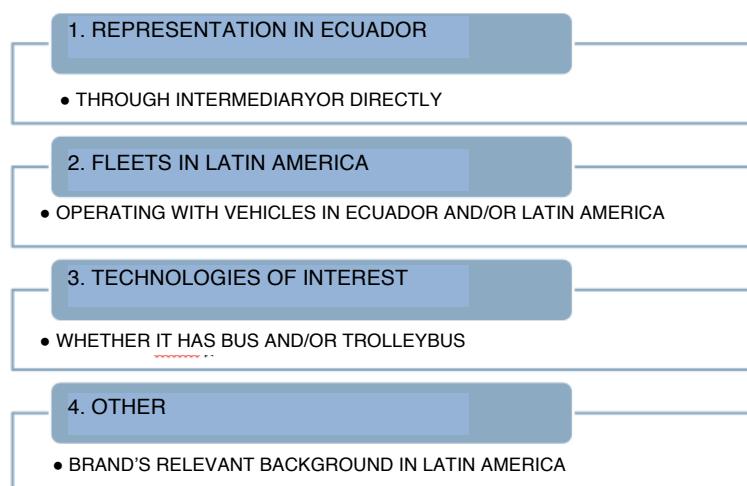 1. REPRESENTATION IN ECUADOR
● THROUGH INTERMEDIARYOR DIRECTLY
2. FLEETS IN LATIN AMERICA
● OPERATING WITH VEHICLES IN ECUADOR AND/OR LATIN AMERICA
3. TECHNOLOGIES OF INTEREST
● WHETHER IT HAS BUS AND/OR TROLLEYBUS
4. OTHER
● BRAND'S RELEVANT BACKGROUND IN LATIN AMERICA